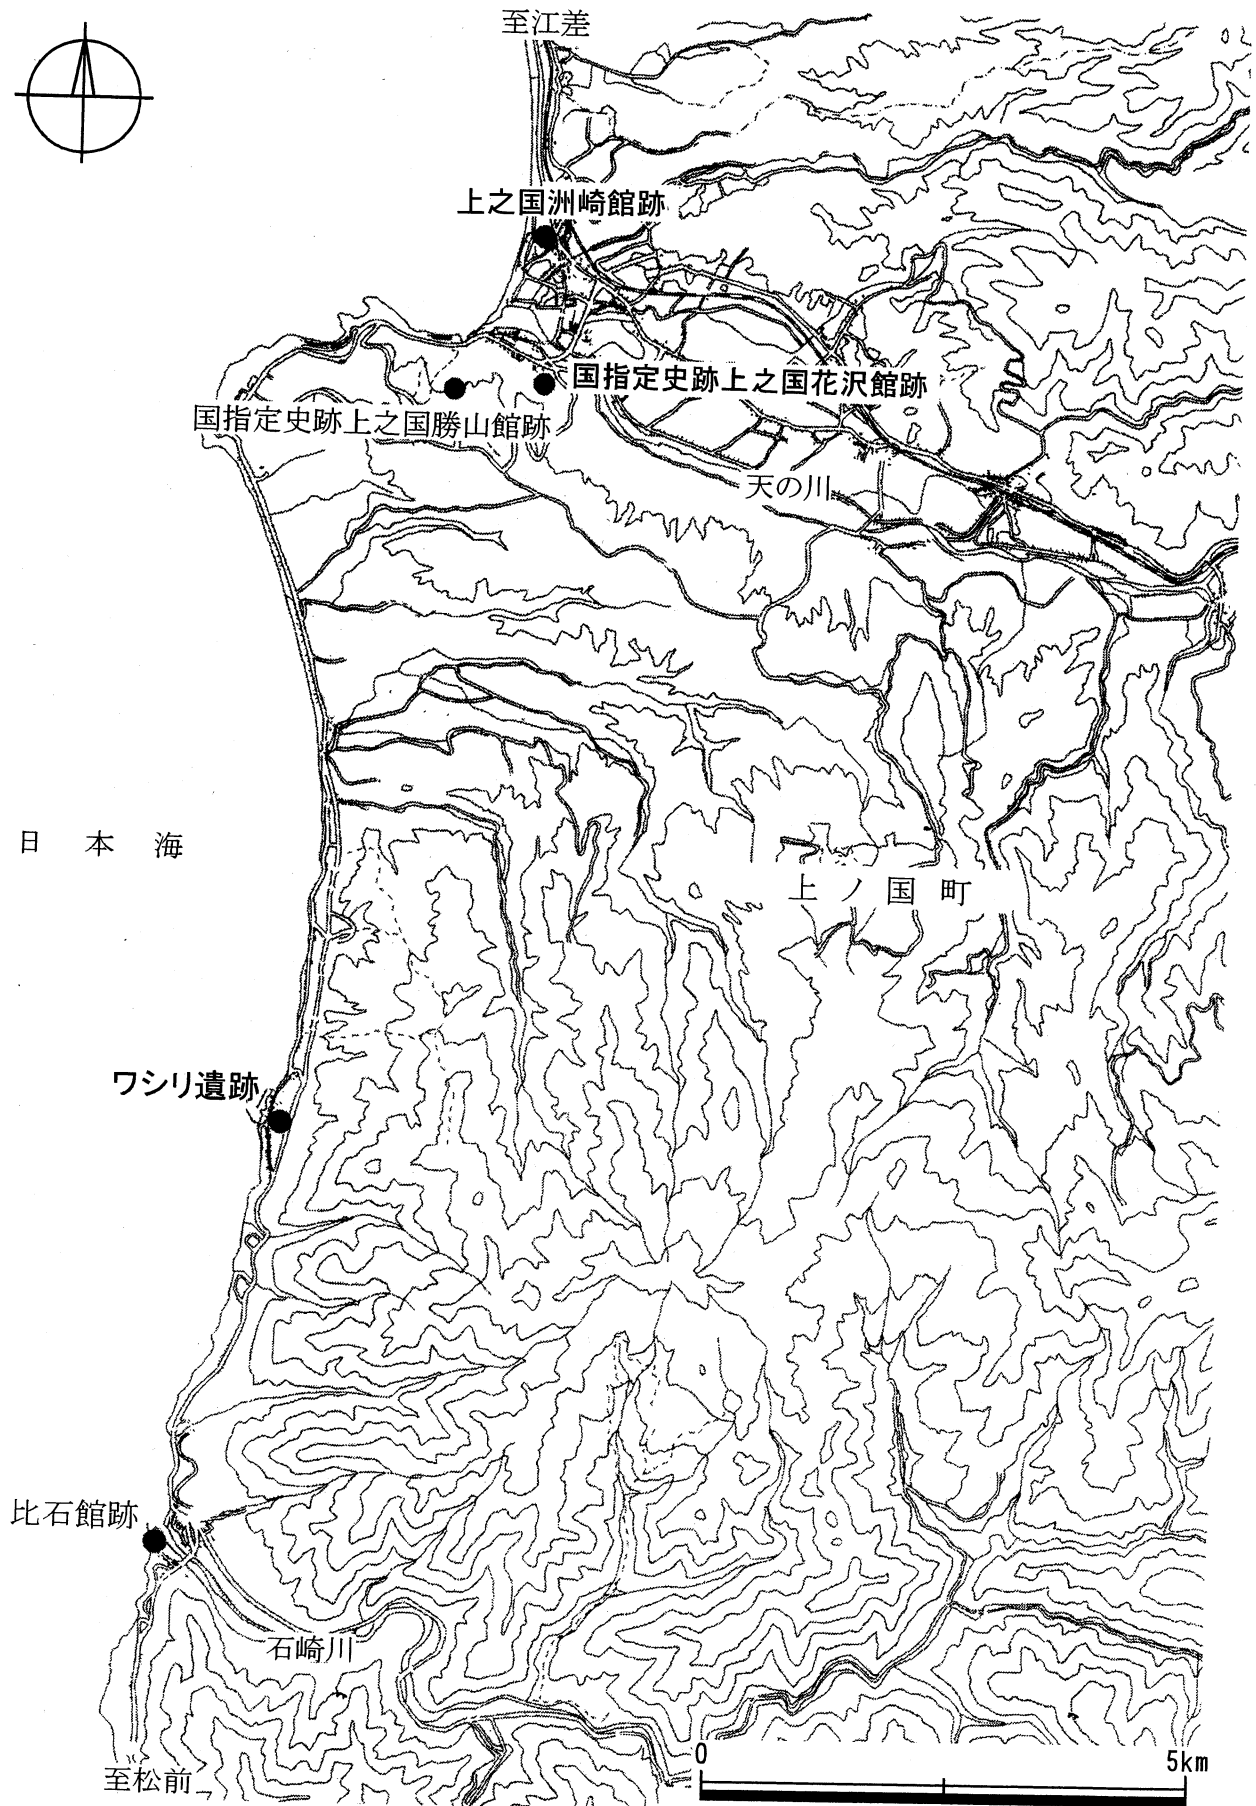 至江差
上之国洲崎館跡
国指定史跡上之国花沢館跡
国指定史跡上之国勝山館跡
天の川
日本海
上ノ国町
ワシリ遺跡
比石館跡
石崎川
0 5km
至松前